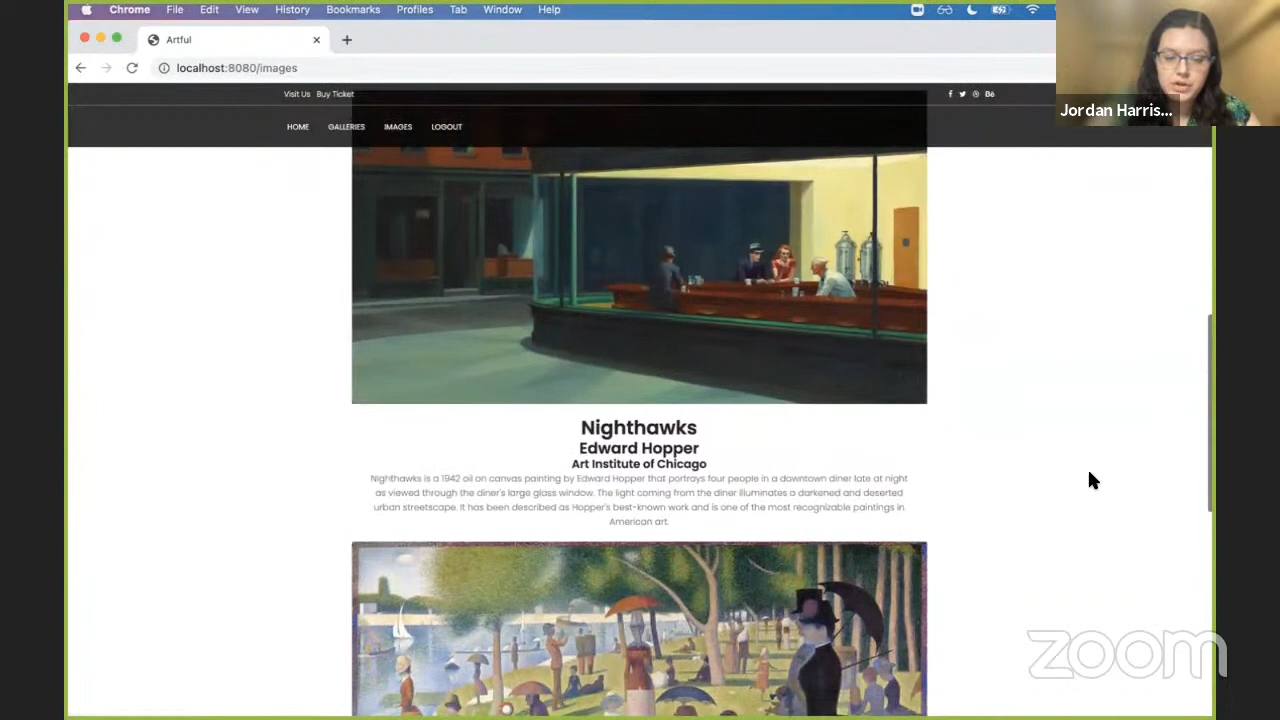 Chrome File Edit View History Bookmarks Profiles Tab Window Help
Artful
localhost:8080/images
Visit Us Buy Ticket
HOME GALLERIES IMAGES LOGOUT
Jordan Harris...
Nighthawks
Edward Hopper
Art Institute of Chicago
Nighthawks is a 1942 oil on canvas painting by Edward Hopper that portrays four people in a downtown diner late at night
as viewed through the diner's large glass window. The light coming from the diner illuminates a darkened and deserted
urban streetscape. It has been described as Hopper's best-known work and is one of the most recognizable paintings in
American art.
zoom